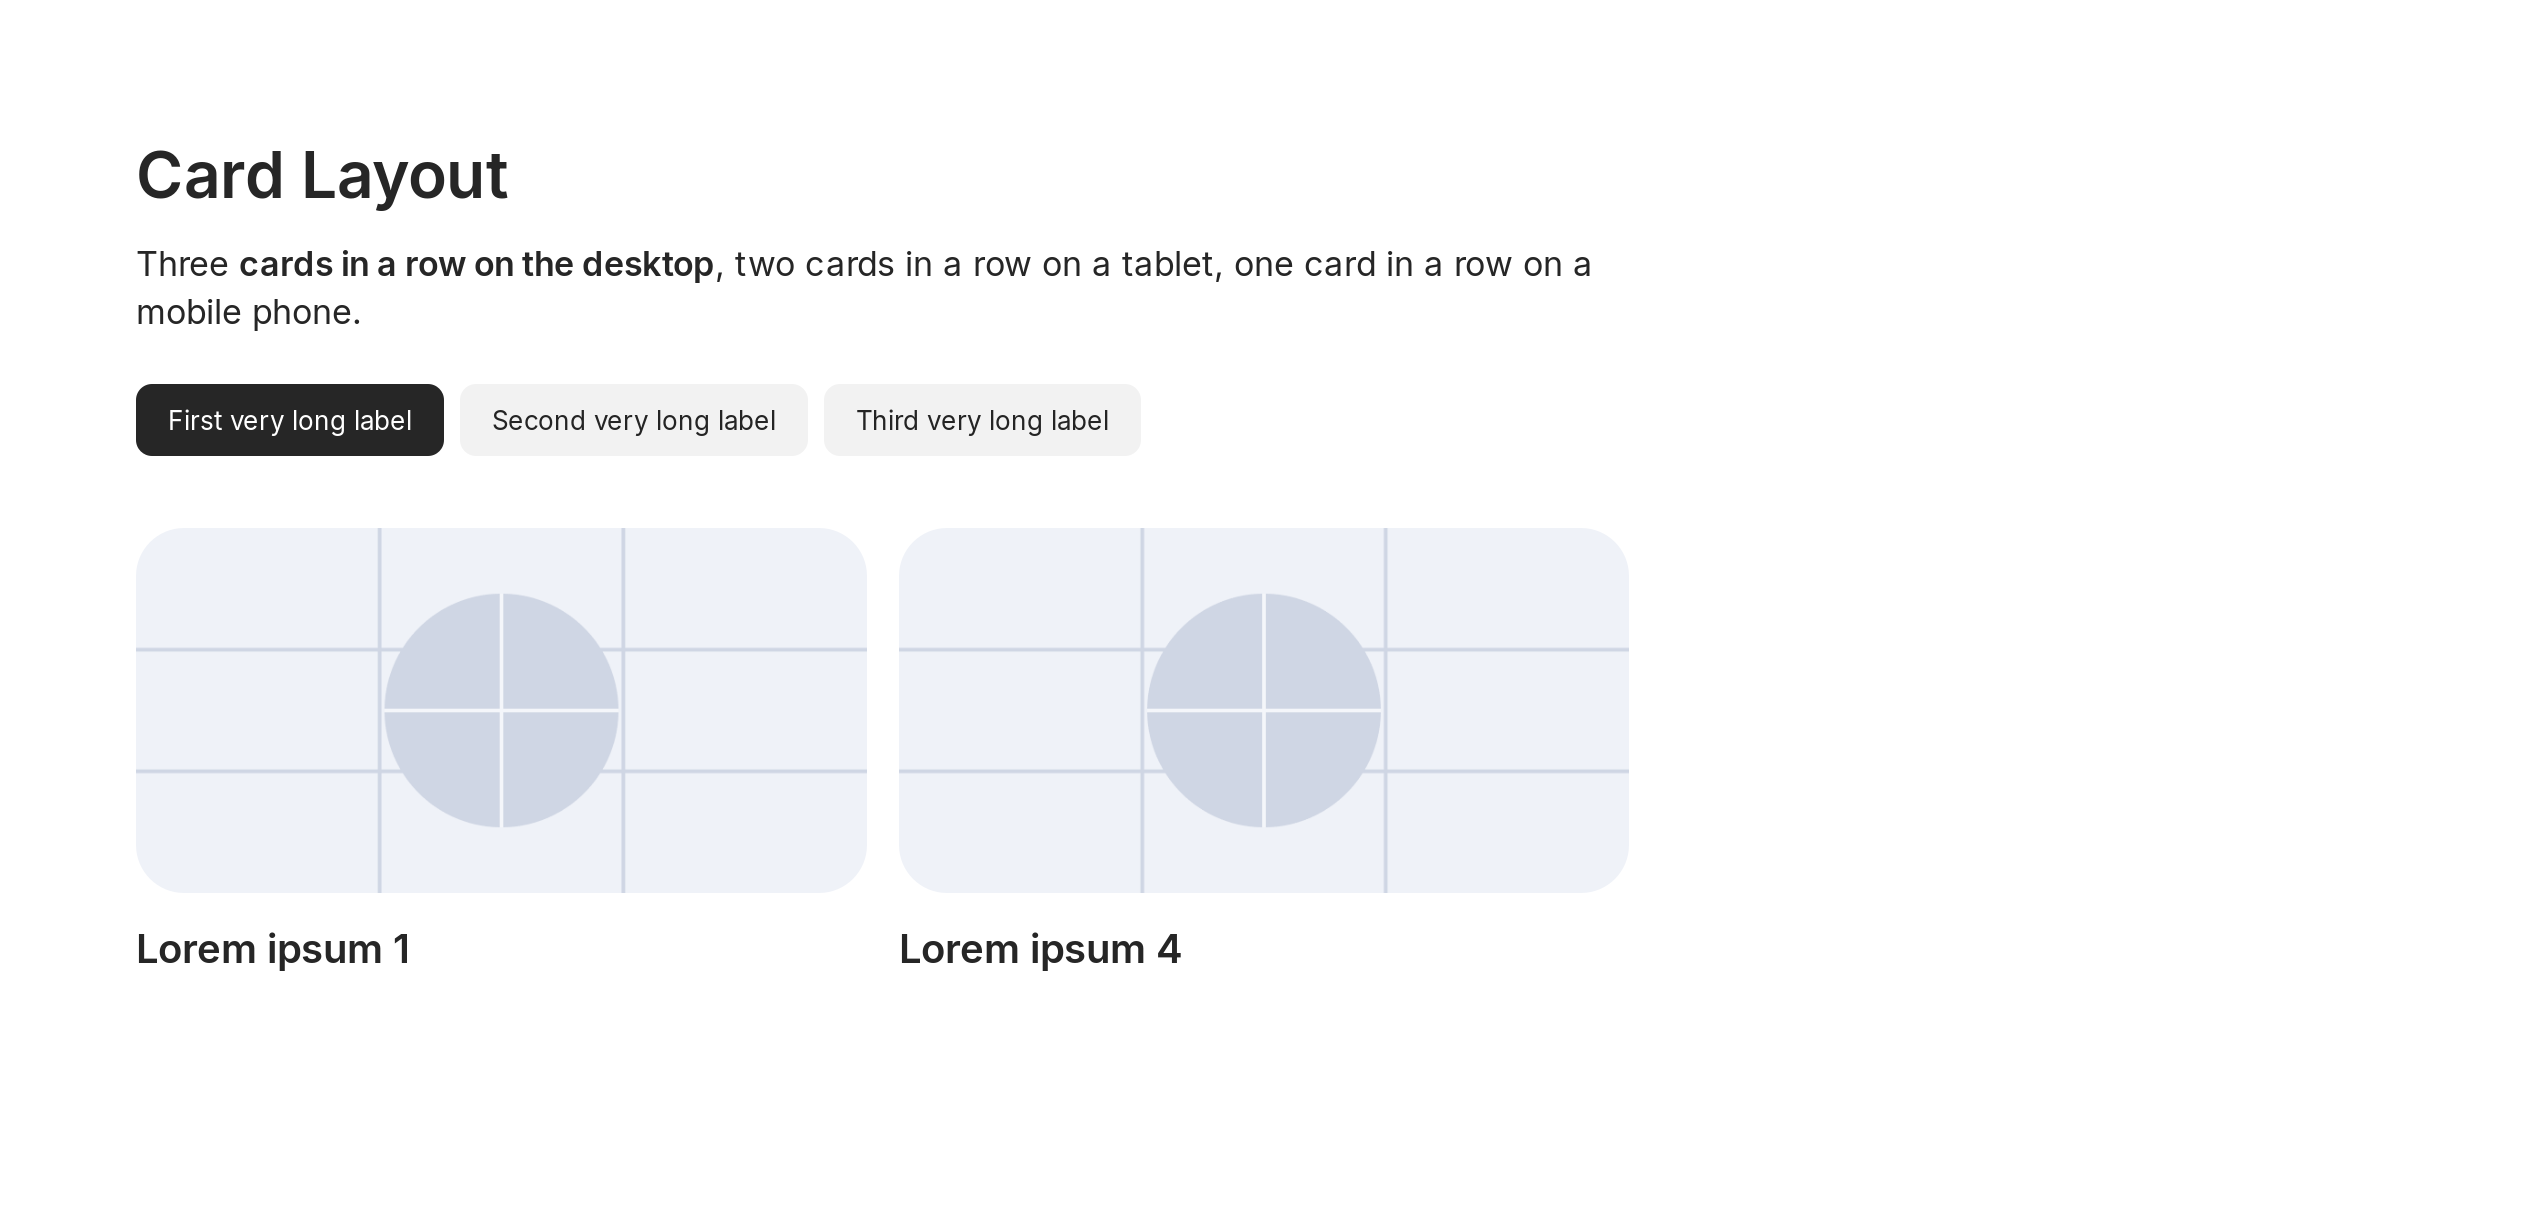 Card Layout
Three cards in a row on the desktop, two cards in a row on a tablet, one card in a row on a
mobile phone.
First very long label
Second very long label
Third very long label
Lorem ipsum 1
Lorem ipsum 4